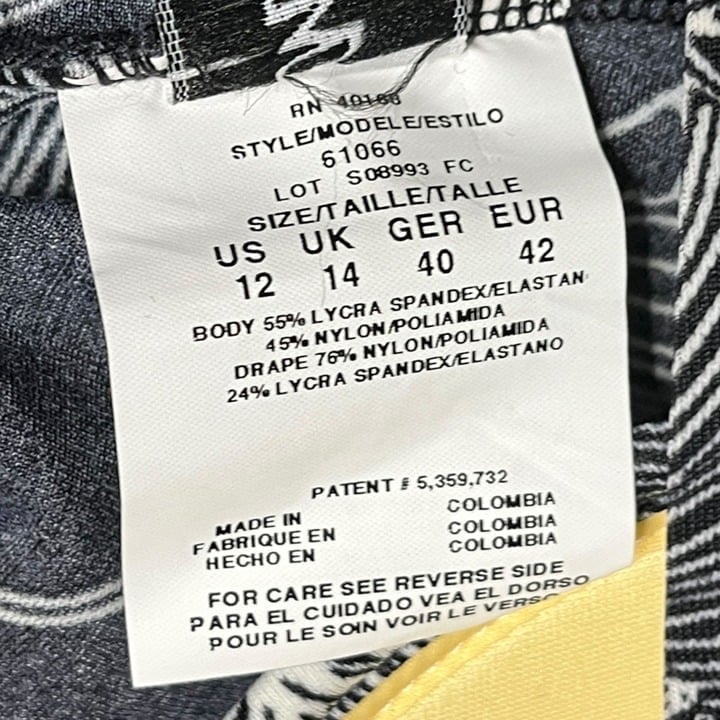 RN 40168
STYLE/MODELE/ESTILO
61066
LOT S08993 FC
SIZE/TAILLE/TALLE
US UK GER EUR
12 14 40 42
BODY 55% LYCRA SPANDEX/ELASTAN
45% NYLON/POLIAMIDA
DRAPE 76% NYLON/POLIAMIDA
24% LYCRA SPANDEX/ELASTANO
PATENT # 5,359,732
MADE IN COLOMBIA
FABRIQUE EN COLOMBIA
HECHO EN COLOMBIA
FOR CARE SEE REVERSE SIDE
PARA EL CUIDADO VEA EL DORSO
POUR LE SOIN VOIR LE VERSO